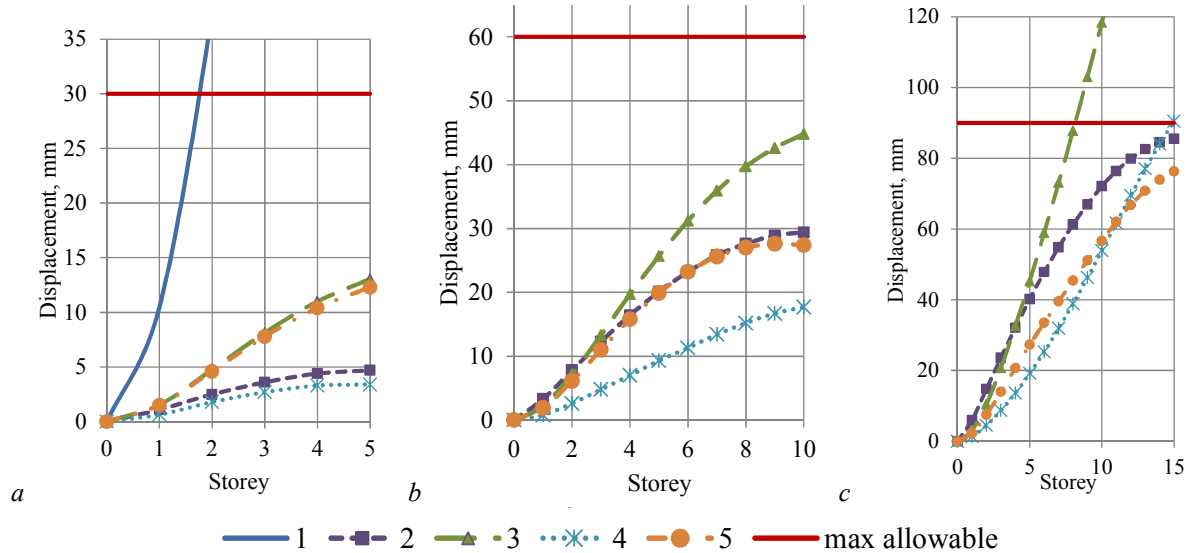 35
30
25
20
15
10
5
0
Displacement, mm
0 1 2 3 4 5
Storey
a
60
50
40
30
20
10
0
Displacement, mm
0 2 4 6 8 10
Storey
b
120
100
80
60
40
20
0
Displacement, mm
0 5 10 15
Storey
c
1 2 3 4 5 max allowable